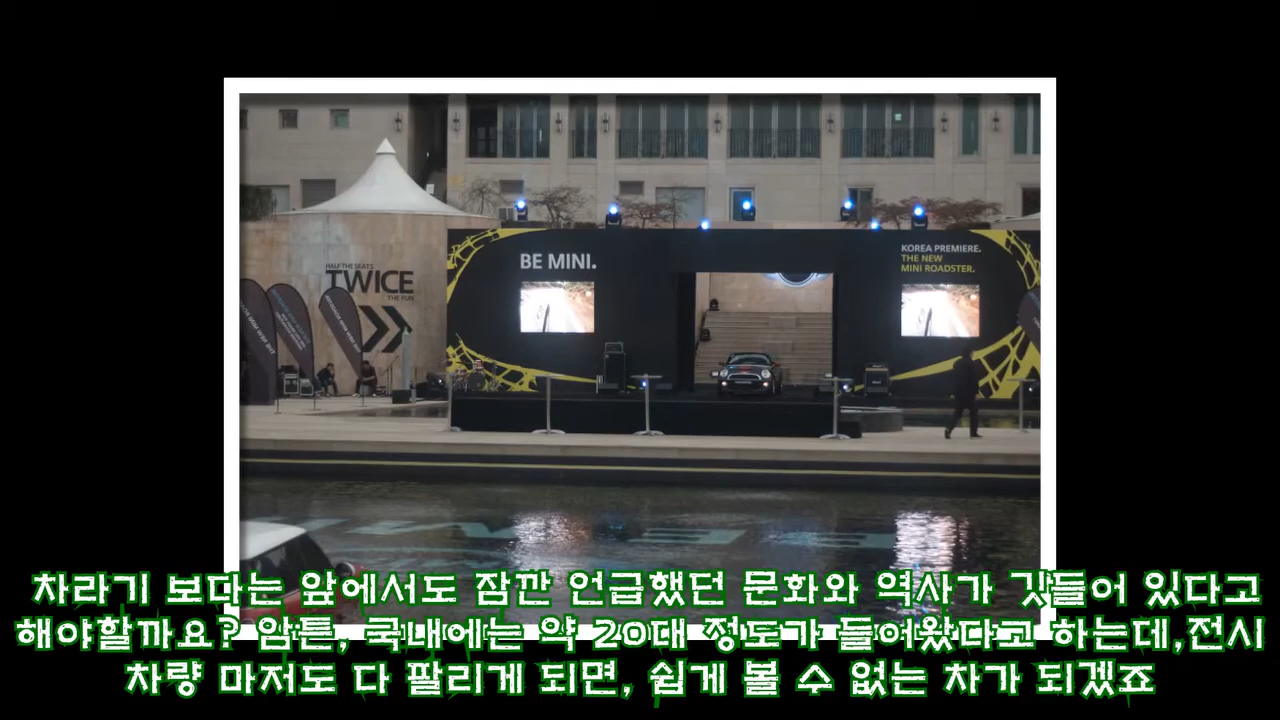 HALF THE SEATS
TWICE
THE FUN
BE MINI.
KOREA PREMIERE.
THE NEW
MINI ROADSTER.
차라기 보다는 앞에서도 잠깐 언급했던 문화와 역사가 깃들어 있다고
해야할까요? 암튼, 국내에는 약 20대 정도가 들어왔다고 하는데,전시
차량 마저도 다 팔리게 되면, 쉽게 볼 수 없는 차가 되겠죠